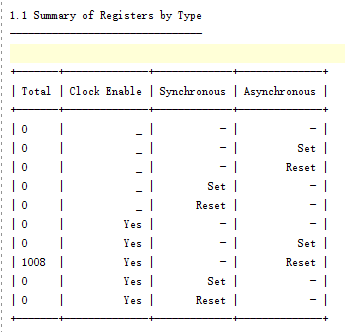 1.1 Summary of Registers by Type
--------------------------------
+-------+--------------+-------------+--------------+
| Total | Clock Enable | Synchronous | Asynchronous |
+-------+--------------+-------------+--------------+
| 0     |            _ |           - |            - |
| 0     |            _ |           - |          Set |
| 0     |            _ |           - |        Reset |
| 0     |            _ |         Set |            - |
| 0     |            _ |       Reset |            - |
| 0     |          Yes |           - |            - |
| 0     |          Yes |           - |          Set |
| 1008  |          Yes |           - |        Reset |
| 0     |          Yes |         Set |            - |
| 0     |          Yes |       Reset |            - |
+-------+--------------+-------------+--------------+